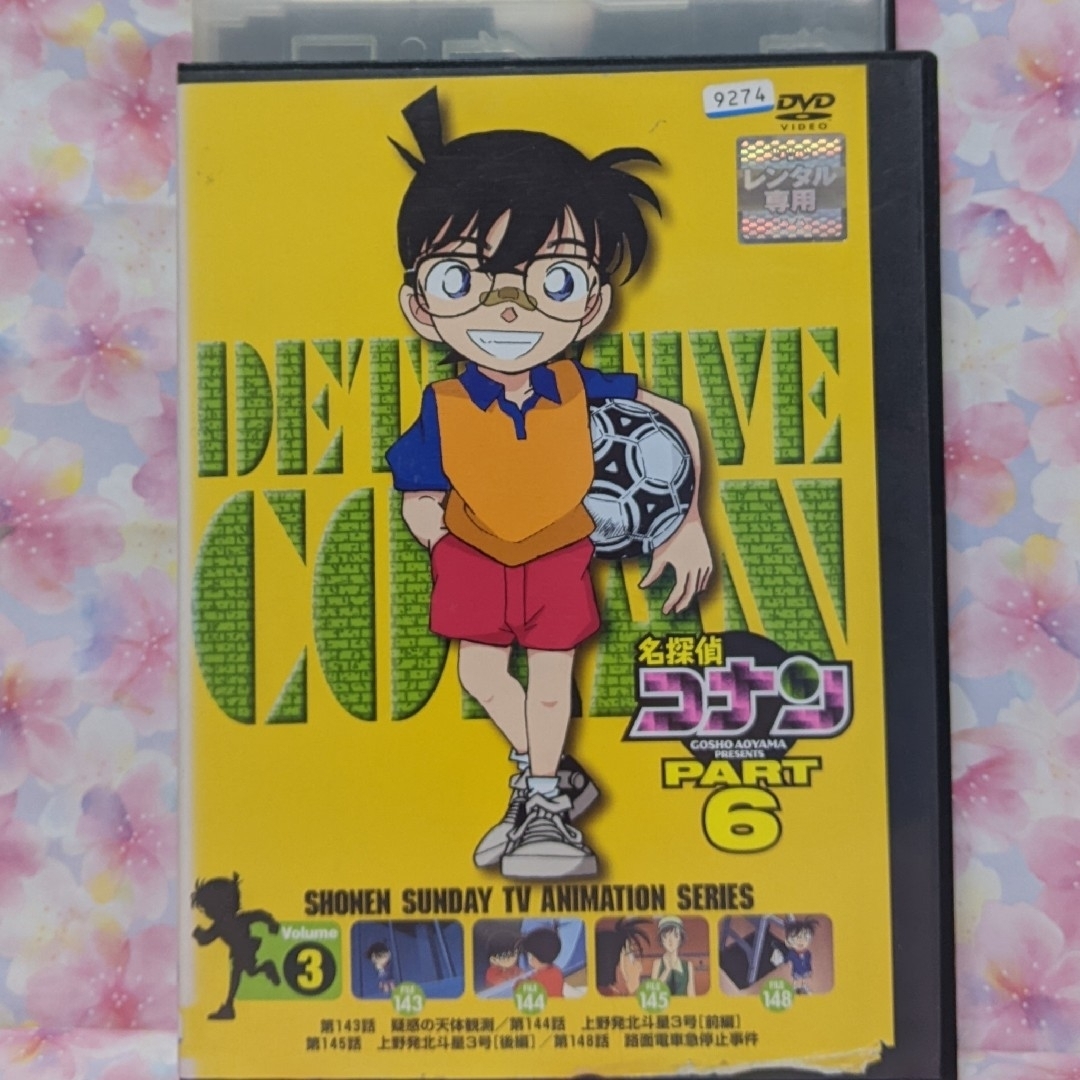 9274
DVD
VIDEO
レンタル
専用
DETECTIVE
CONAN
名探偵
コナン
GOSHO AOYAMA
PRESENTS
PART
6
SHONEN SUNDAY TV ANIMATION SERIES
Volume
3
FILE
143
FILE
144
FILE
145
FILE
148
第143話 疑惑の天体観測／第144話 上野発北斗星3号[前編]
第145話 上野発北斗星3号[後編]／第148話 路面電車急停止事件